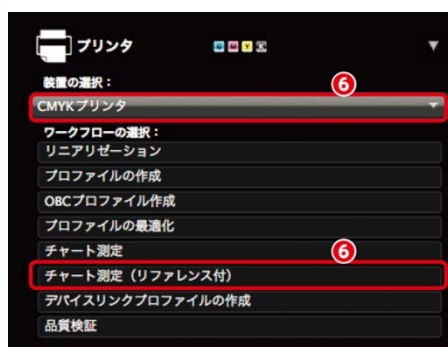 プリンタ C M Y K
装置の選択：
⑥
CMYKプリンタ
ワークフローの選択：
リニアリゼーション
プロファイルの作成
OBCプロファイル作成
プロファイルの最適化
チャート測定
⑥
チャート測定（リファレンス付）
デバイスリンクプロファイルの作成
品質検証